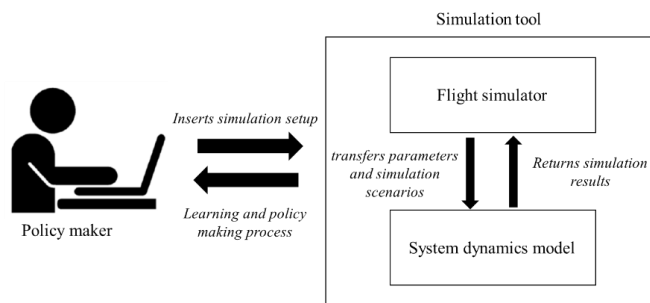 Simulation tool
Flight simulator
Inserts simulation setup
transfers parameters
and simulation
scenarios
Returns simulation
results
Learning and policy
making process
Policy maker
System dynamics model